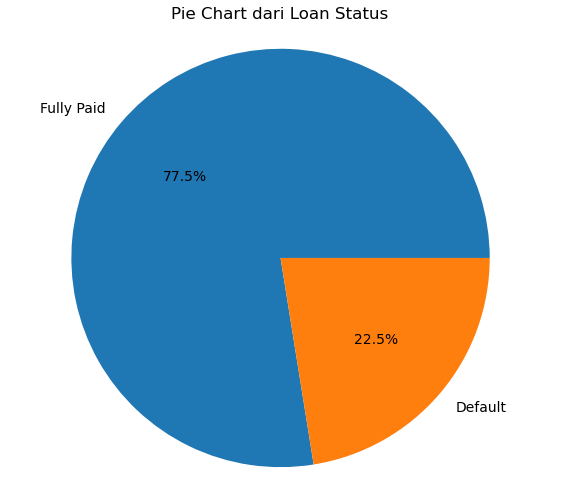 Pie Chart dari Loan Status
Fully Paid
77.5%
22.5%
Default